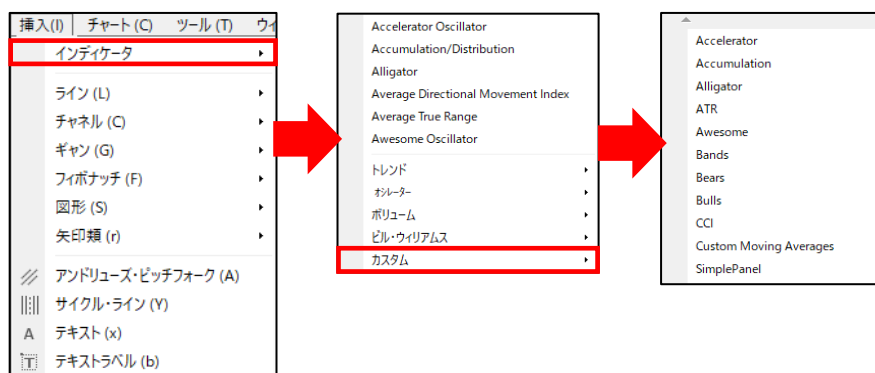 挿入(I) チャート(C) ツール(T) ウィ
インディケータ
ライン (L)
チャネル (C)
ギャン (G)
フィボナッチ (F)
図形 (S)
矢印類 (r)
アンドリューズ・ピッチフォーク (A)
サイクル・ライン (Y)
A テキスト (x)
T テキストラベル (b)
Accelerator Oscillator
Accumulation/Distribution
Alligator
Average Directional Movement Index
Average True Range
Awesome Oscillator
トレンド
オシレーター
ボリューム
ビル・ウィリアムス
カスタム
Accelerator
Accumulation
Alligator
ATR
Awesome
Bands
Bears
Bulls
CCI
Custom Moving Averages
SimplePanel